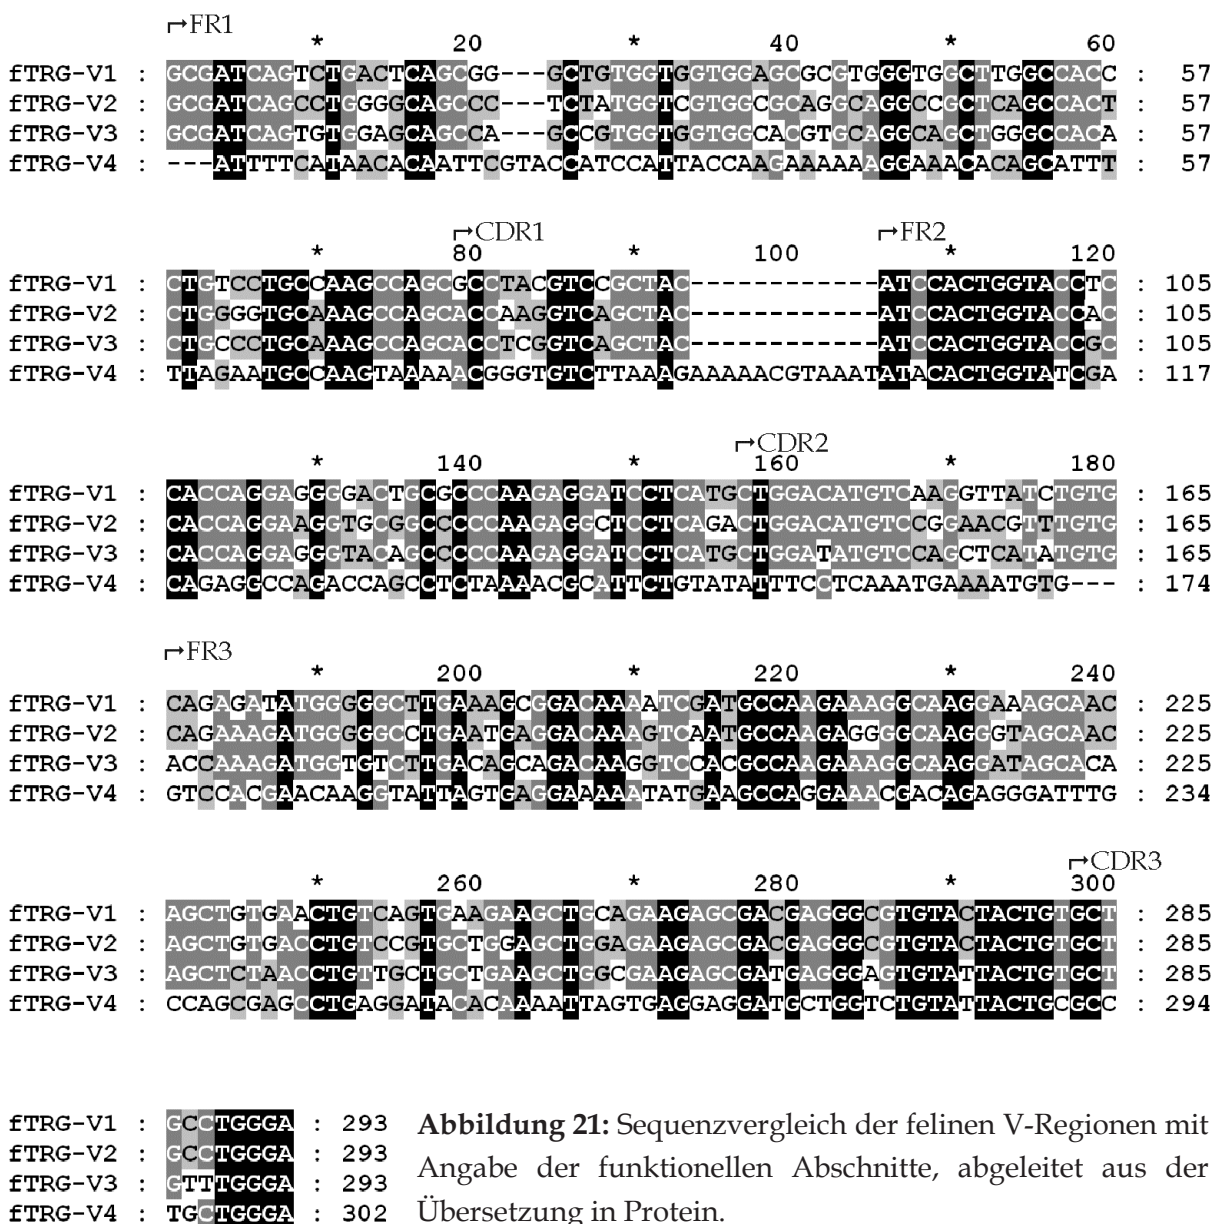 ┌→FR1
* 20 * 40 * 60
fTRG-V1 : GCGATCAGTCTGACTCAGCGG---GCTGTGGTGGTGGAGCGCGTGGGTGGCTTGGCCACC : 57
fTRG-V2 : GCGATCAGCCTGGGGCAGCCC---TCTATGGTCGTGGCGCAGGCAGGCCGCTCAGCCACT : 57
fTRG-V3 : GCGATCAGTGTGGAGCAGCCA---GCCGTGGTGGTGGCACGTGCAGGCAGCTGGGCCACA : 57
fTRG-V4 : ---ATTTTCATAACACAATTCGTACCATCCATTACCAAGAAAAAAGGAAACACAGCATTT : 57
┌→CDR1 ┌→FR2
* 80 * 100 * 120
fTRG-V1 : CTGTCCTGCCAAGCCAGCGCCTACGTCCGCTAC------------ATCCACTGGTACCTC : 105
fTRG-V2 : CTGGGGTGCAAAGCCAGCACCAAGGTCAGCTAC------------ATCCACTGGTACCAC : 105
fTRG-V3 : CTGCCCTGCAAAGCCAGCACCTCGGTCAGCTAC------------ATCCACTGGTACCGC : 105
fTRG-V4 : TTAGAATGCCAAGTAAAAACGGGTGTCTTAAAGAAAAACGTAAATATACACTGGTATCGA : 117
┌→CDR2
* 140 * 160 * 180
fTRG-V1 : CACCAGGAGGGGACTGCGCCCAAGAGGATCCTCATGCTGGACATGTCAAGGTTATCTGTG : 165
fTRG-V2 : CACCAGGAAGGTGCGGCCCCCAAGAGGCTCCTCAGACTGGACATGTCCGGAACGTTTGTG : 165
fTRG-V3 : CACCAGGAGGGTACAGCCCCCAAGAGGATCCTCATGCTGGATATGTCCAGCTCATATGTG : 165
fTRG-V4 : CAGAGGCCAGACCAGCCTCTAAAACGCATTCTGTATATTTCCTCAAATGAAAATGTG--- : 174
┌→FR3
* 200 * 220 * 240
fTRG-V1 : CAGAGATATGGGGGCTTGAAAGCGGACAAAATCGATGCCAAGAAAGGCAAGGAAAGCAAC : 225
fTRG-V2 : CAGAAAGATGGGGGCCTGAATGAGGACAAAGTCAATGCCAAGAGGGGCAAGGGTAGCAAC : 225
fTRG-V3 : ACCAAAGATGGTGTCTTGACAGCAGACAAGGTCCACGCCAAGAAAGGCAAGGATAGCACA : 225
fTRG-V4 : GTCCACGAACAAGGTATTAGTGAGGAAAAATATGAAGCCAGGAAACGACAGAGGGATTTG : 234
┌→CDR3
* 260 * 280 * 300
fTRG-V1 : AGCTGTGAACTGTCAGTGAAGAAGCTGCAGAAGAGCGACGAGGGCGTGTACTACTGTGCT : 285
fTRG-V2 : AGCTGTGACCTGTCCGTGCTGGAGCTGGAGAAGAGCGACGAGGGCGTGTACTACTGTGCT : 285
fTRG-V3 : AGCTCTAACCTGTTGCTGCTGAAGCTGGCGAAGAGCGATGAGGGAGTGTATTACTGTGCT : 285
fTRG-V4 : CCAGCGAGCCTGAGGATACACAAAATTAGTGAGGAGGATGCTGGTCTGTATTACTGCGCC : 294
fTRG-V1 : GCCTGGGA : 293
fTRG-V2 : GCCTGGGA : 293
fTRG-V3 : GTTTGGGA : 293
fTRG-V4 : TGCTGGGA : 302
Abbildung 21: Sequenzvergleich der felinen V-Regionen mit
Angabe der funktionellen Abschnitte, abgeleitet aus der
Übersetzung in Protein.